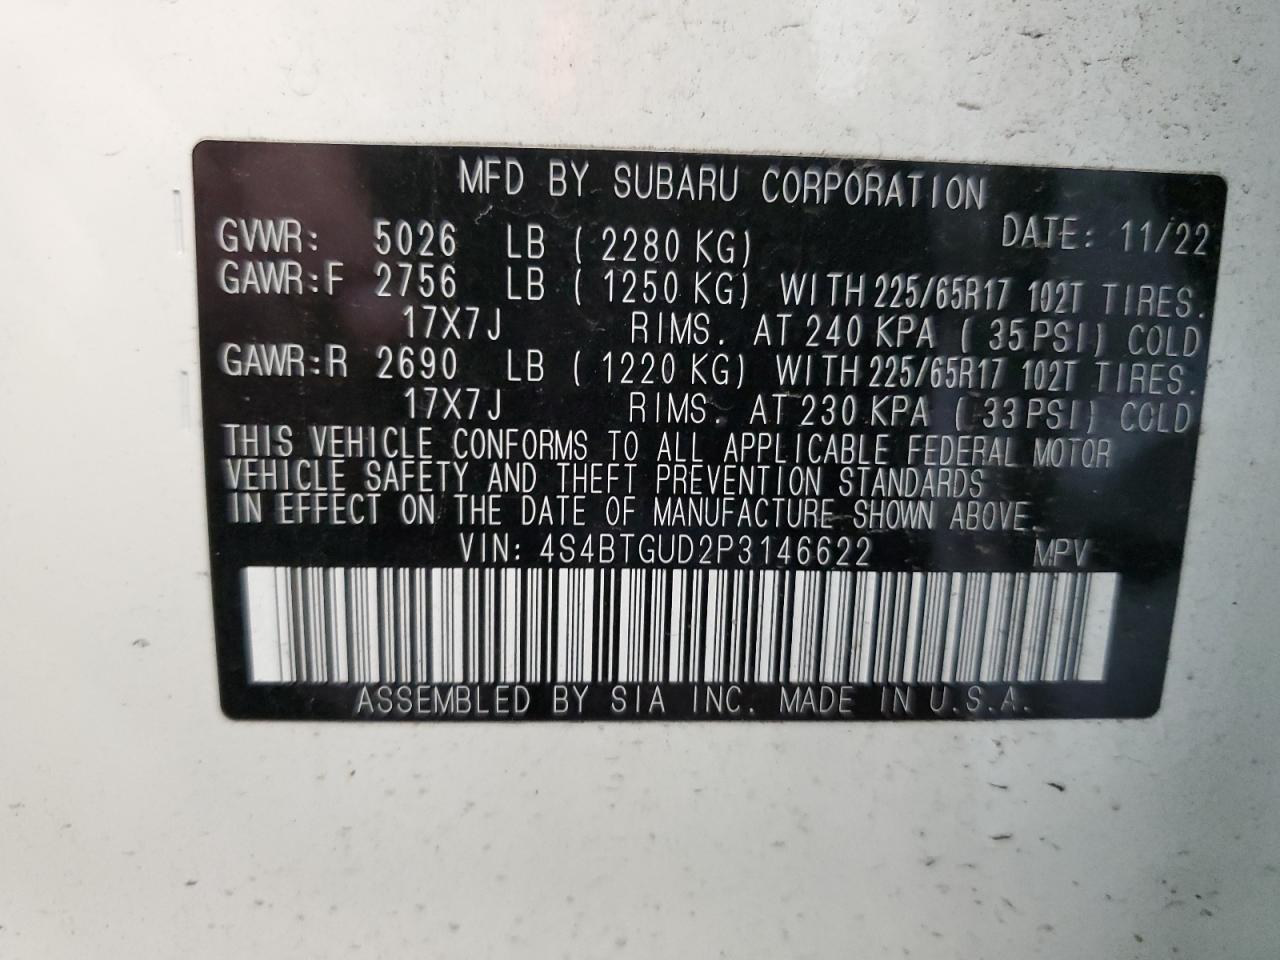 MFD BY SUBARU CORPORATION
GVWR: 5026 LB ( 2280 KG) DATE: 11/22
GAWR:F 2756 LB ( 1250 KG) WITH 225/65R17 102T TIRES.
17X7J RIMS. AT 240 KPA ( 35 PSI) COLD
GAWR:R 2690 LB ( 1220 KG) WITH 225/65R17 102T TIRES.
17X7J RIMS. AT 230 KPA ( 33 PSI) COLD
THIS VEHICLE CONFORMS TO ALL APPLICABLE FEDERAL MOTOR
VEHICLE SAFETY AND THEFT PREVENTION STANDARDS
IN EFFECT ON THE DATE OF MANUFACTURE SHOWN ABOVE.
VIN: 4S4BTGUD2P3146622 MPV
ASSEMBLED BY SIA INC. MADE IN U.S.A.